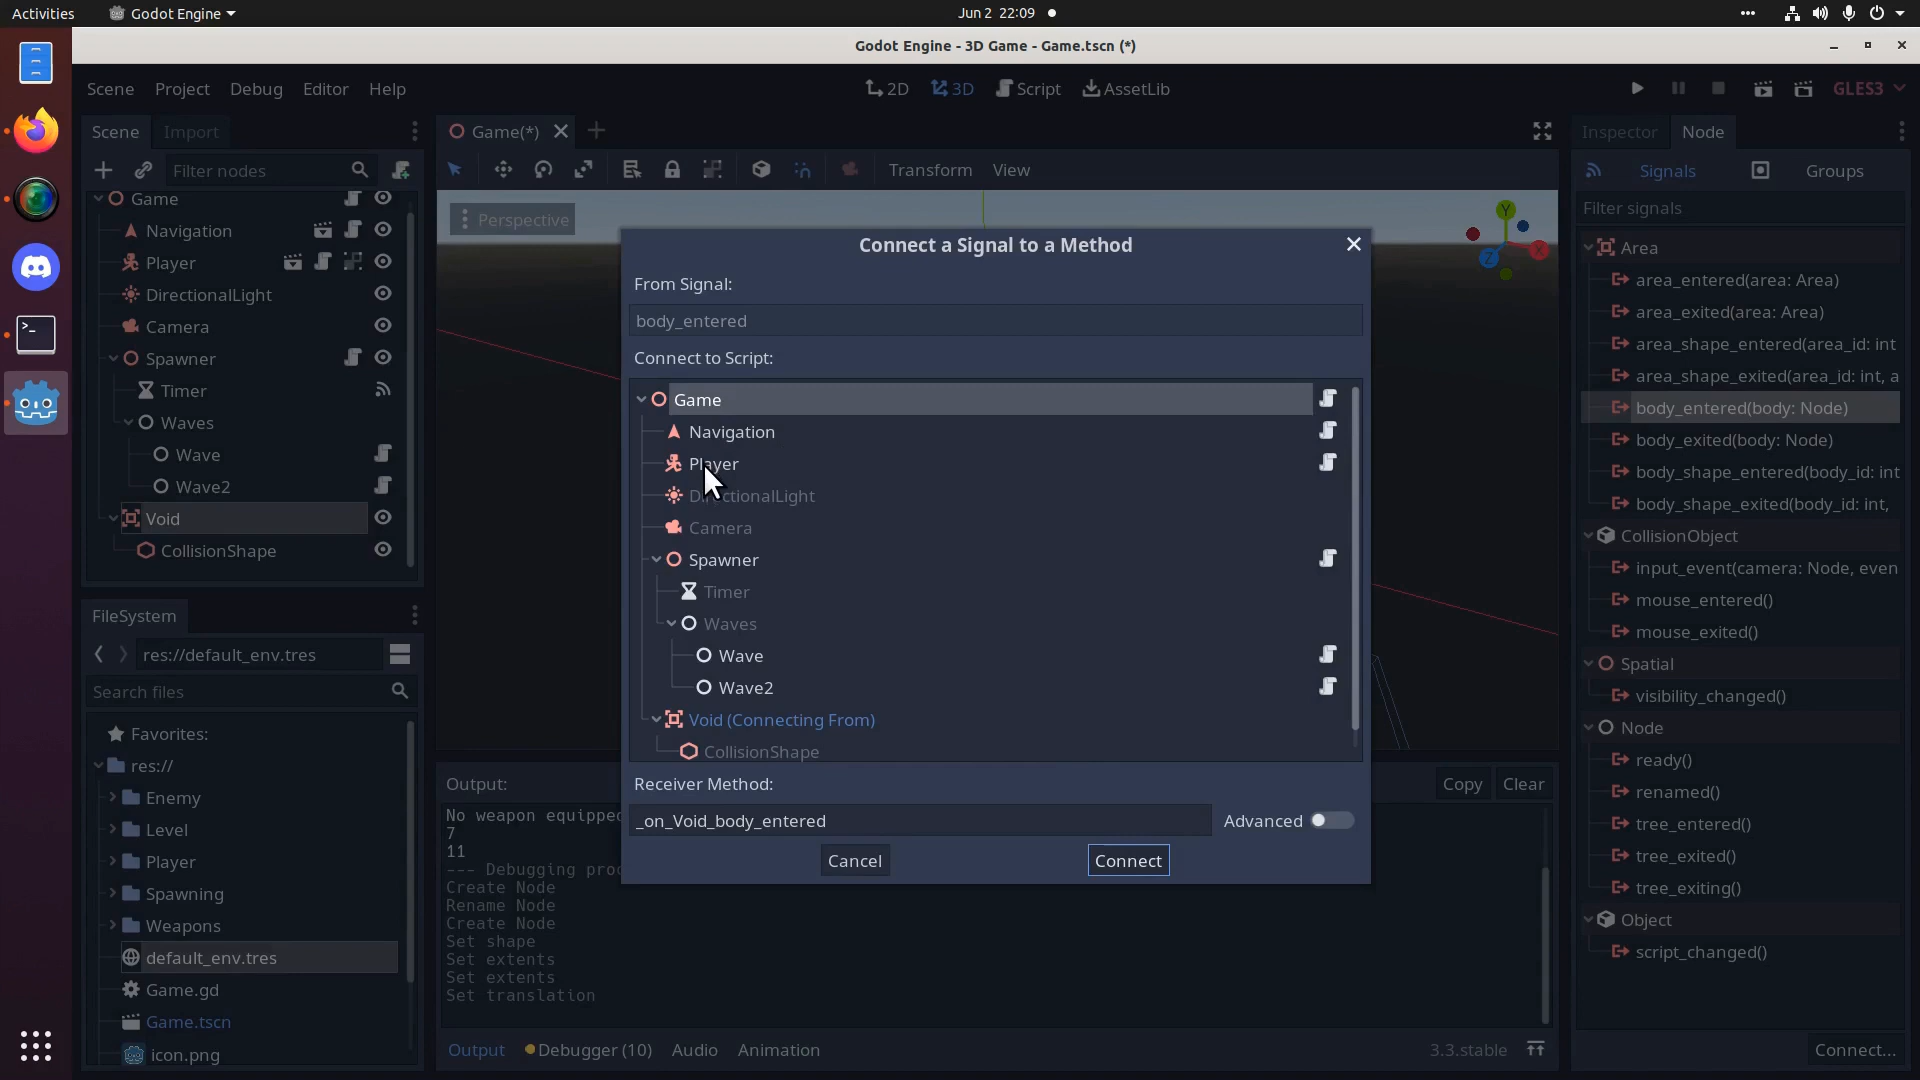 Activities
Godot Engine
Jun 2 22:09
Godot Engine - 3D Game - Game.tscn (*)
Scene Project Debug Editor Help
2D 3D Script AssetLib
GLES3
Scene Import
Filter nodes
Game
Navigation
Player
DirectionalLight
Camera
Spawner
Timer
Waves
Wave
Wave2
Void
CollisionShape
FileSystem
res://default_env.tres
Search files
Favorites:
res://
Enemy
Level
Player
Spawning
Weapons
default_env.tres
Game.gd
Game.tscn
icon.png
Game(*)
Transform View
Perspective
Y
X
Z
Connect a Signal to a Method
From Signal:
body_entered
Connect to Script:
Game
Navigation
Player
DirectionalLight
Camera
Spawner
Timer
Waves
Wave
Wave2
Void (Connecting From)
CollisionShape
Receiver Method:
_on_Void_body_entered
Advanced
Cancel
Connect
Output:
Copy
Clear
No weapon equipped
7
11
--- Debugging proc
Create Node
Rename Node
Create Node
Set shape
Set extents
Set extents
Set translation
Output
Debugger (10)
Audio
Animation
3.3.stable
Inspector Node
Signals
Groups
Filter signals
Area
area_entered(area: Area)
area_exited(area: Area)
area_shape_entered(area_id: int
area_shape_exited(area_id: int, a
body_entered(body: Node)
body_exited(body: Node)
body_shape_entered(body_id: int
body_shape_exited(body_id: int,
CollisionObject
input_event(camera: Node, even
mouse_entered()
mouse_exited()
Spatial
visibility_changed()
Node
ready()
renamed()
tree_entered()
tree_exited()
tree_exiting()
Object
script_changed()
Connect...